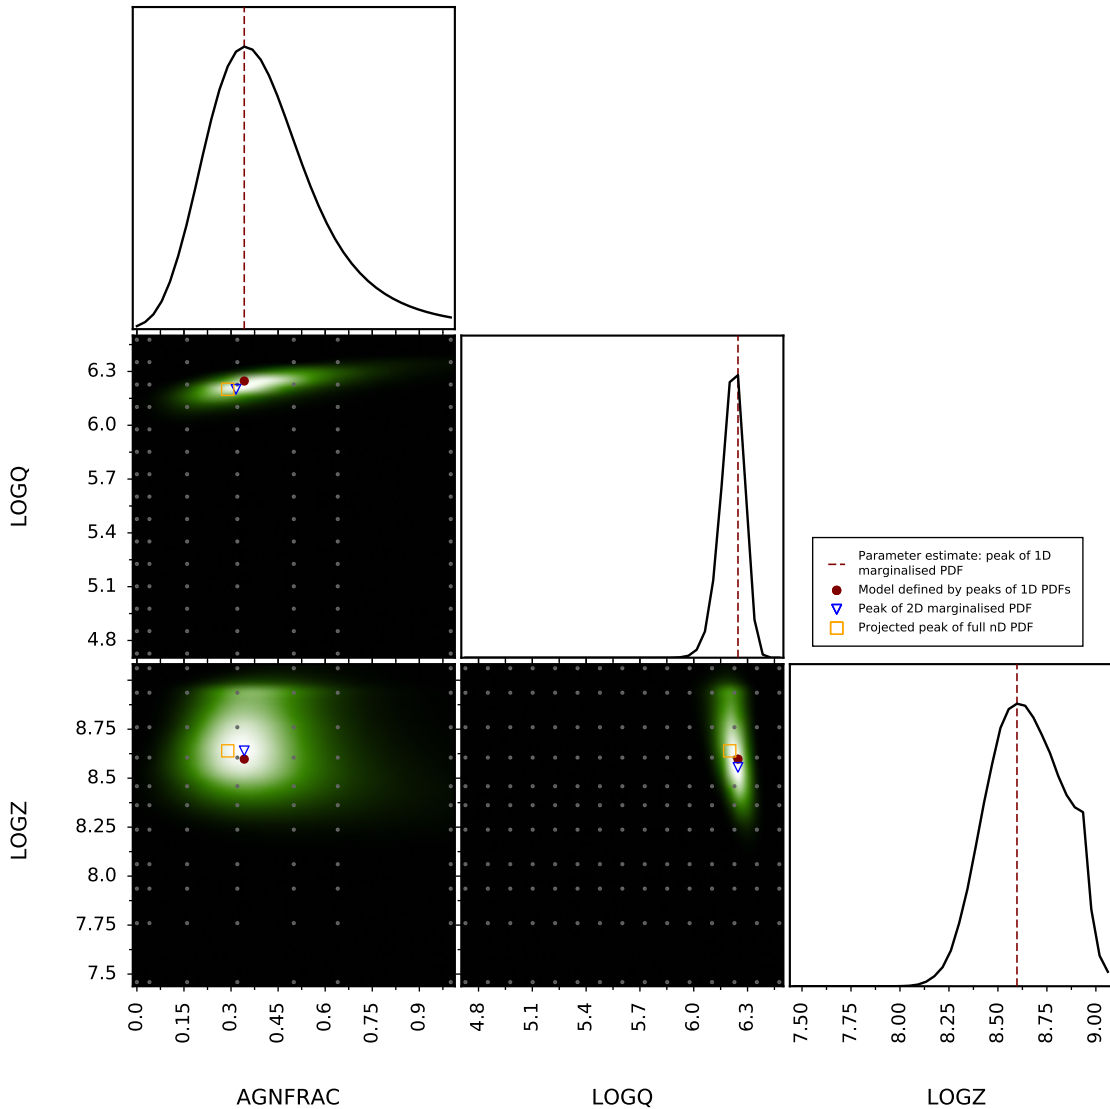 6.3
6.0
5.7
5.4
5.1
4.8
LOGQ
Parameter estimate: peak of 1D
marginalised PDF
Model defined by peaks of 1D PDFs
Peak of 2D marginalised PDF
Projected peak of full nD PDF
8.75
8.5
8.25
8.0
7.75
7.5
LOGZ
0.0 0.15 0.3 0.45 0.6 0.75 0.9
4.8 5.1 5.4 5.7 6.0 6.3
7.50 7.75 8.00 8.25 8.50 8.75 9.00
AGNFRAC LOGQ LOGZ